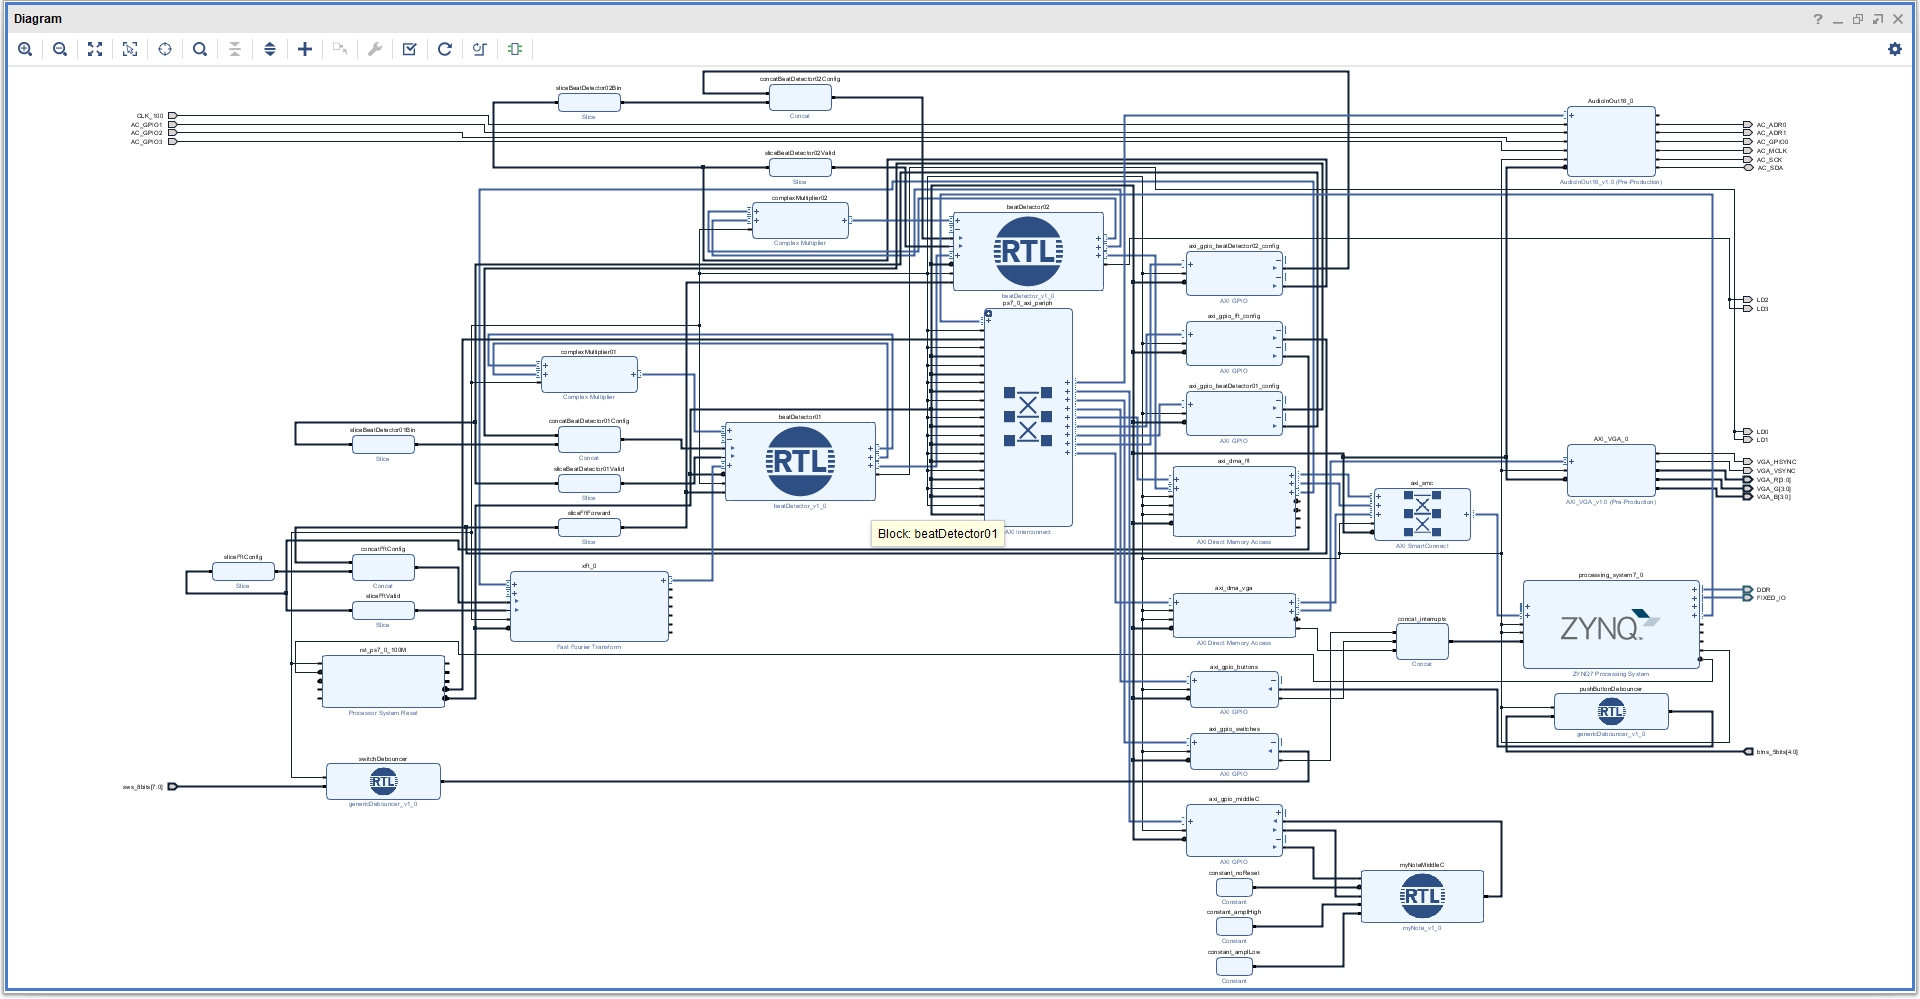 Diagram
concatBeatDetector02Config
sliceBeatDetector02Bin
Slice
Concat
CLK_100
AC_GPIO1
AC_GPIO2
AC_GPIO3
AudioInOut16_0
AC_ADR0
AC_ADR1
AC_GPIO0
AC_MCLK
AC_SCK
AC_SDA
AudioInOut16_v1.0 (Pre-Production)
sliceBeatDetector02Valid
Slice
complexMultiplier02
Complex Multiplier
beatDetector02
RTL
beatDetector_v1_0
axi_gpio_beatDetector02_config
AXI GPIO
ps7_0_axi_periph
AXI Interconnect
LD2
LD3
axi_gpio_fft_config
AXI GPIO
complexMultiplier01
Complex Multiplier
axi_gpio_beatDetector01_config
AXI GPIO
sliceBeatDetector01Bin
Slice
concatBeatDetector01Config
Concat
beatDetector01
RTL
beatDetector_v1_0
LD0
LD1
AXI_VGA_0
AXI_VGA_v1.0 (Pre-Production)
VGA_HSYNC
VGA_VSYNC
VGA_R[3:0]
VGA_G[3:0]
VGA_B[3:0]
sliceBeatDetector01Valid
Slice
axi_dma_fft
AXI Direct Memory Access
axi_smc
AXI SmartConnect
sliceFftForward
Slice
Block: beatDetector01
sliceFftConfig
Slice
concatFftConfig
Concat
sliceFftValid
Slice
xfft_0
Fast Fourier Transform
processing_system7_0
ZYNQ
ZYNQ7 Processing System
DDR
FIXED_IO
axi_dma_vga
AXI Direct Memory Access
concat_interrupts
Concat
rst_ps7_0_100M
Processor System Reset
axi_gpio_buttons
AXI GPIO
pushButtonDebouncer
RTL
genericDebouncer_v1_0
btns_5bits[4:0]
axi_gpio_switches
AXI GPIO
switchDebouncer
RTL
genericDebouncer_v1_0
sws_8bits[7:0]
axi_gpio_middleC
AXI GPIO
constant_noReset
Constant
constant_amplHigh
Constant
constant_amplLow
Constant
myNoteMiddleC
RTL
myNote_v1_0